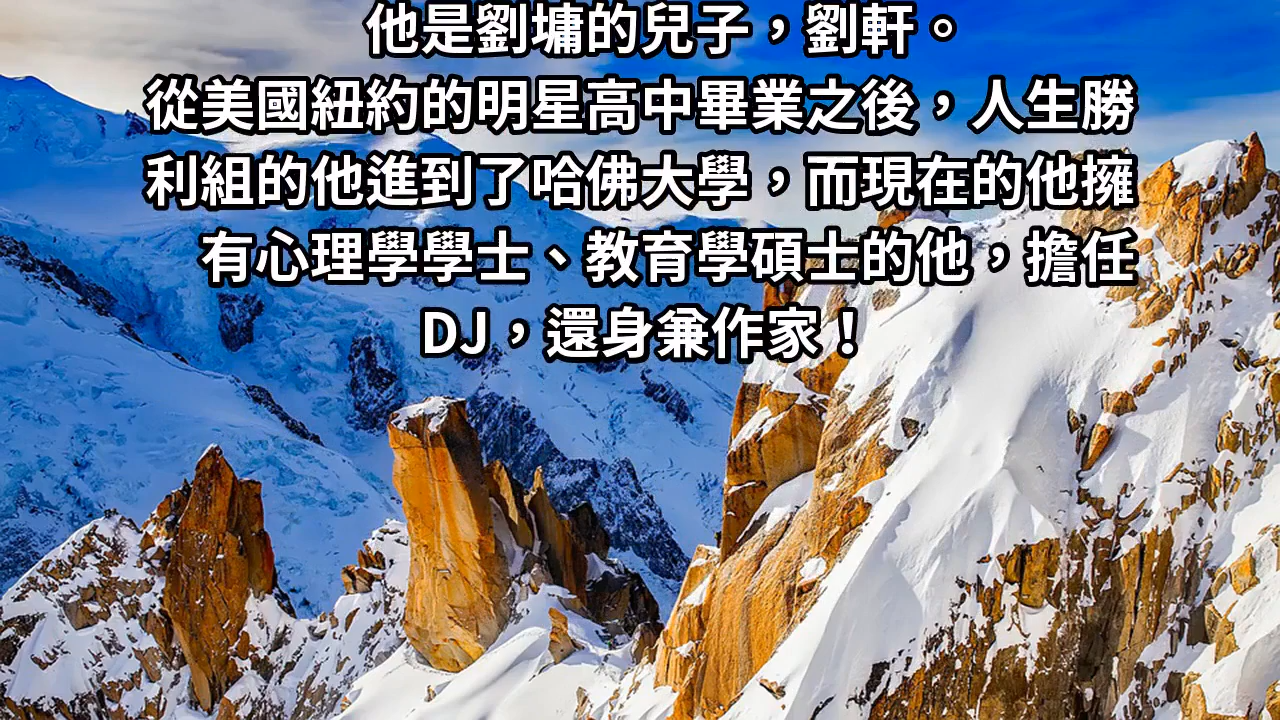 他是劉墉的兒子，劉軒。
從美國紐約的明星高中畢業之後，人生勝
利組的他進到了哈佛大學，而現在的他擁
有心理學學士、教育學碩士的他，擔任
DJ，還身兼作家！